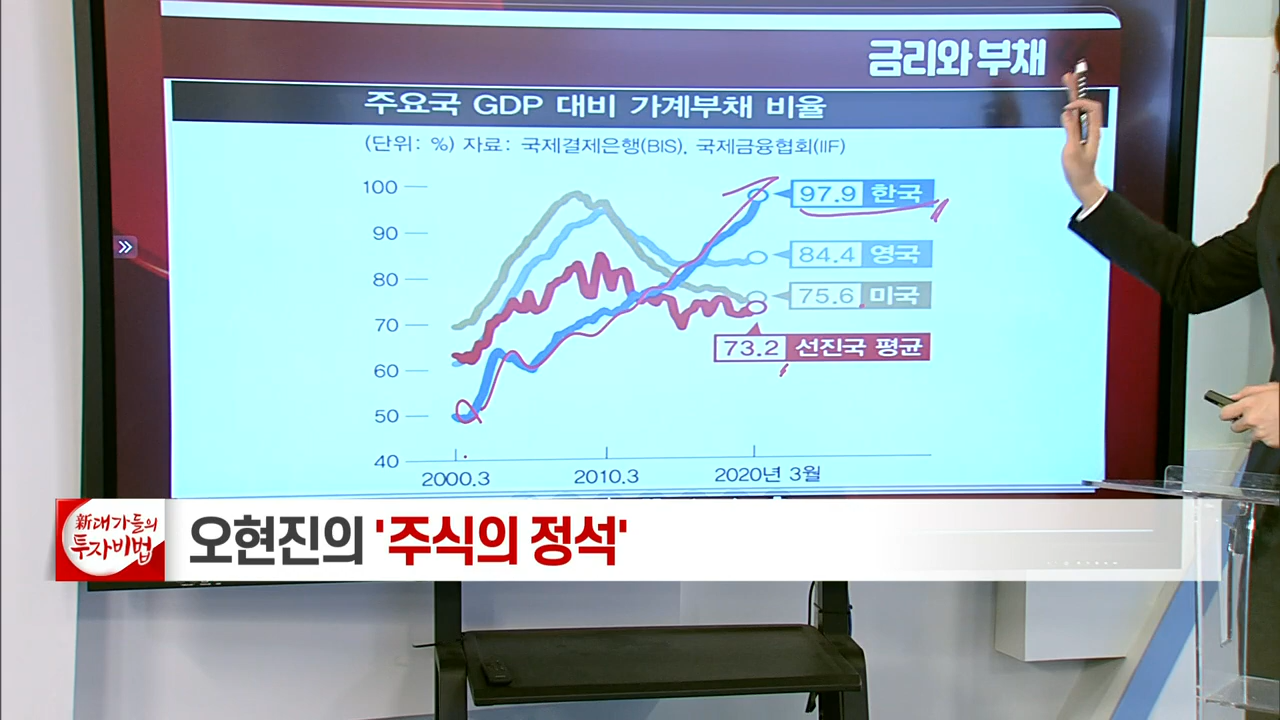 금리와 부채
주요국 GDP 대비 가계부채 비율
(단위: %) 자료: 국제결제은행(BIS), 국제금융협회(IIF)
100
90
80
70
60
50
40
97.9 한국
84.4 영국
75.6 미국
73.2 선진국 평균
2000.3 2010.3 2020년 3월
新대가들의
투자비법
오현진의 '주식의 정석'